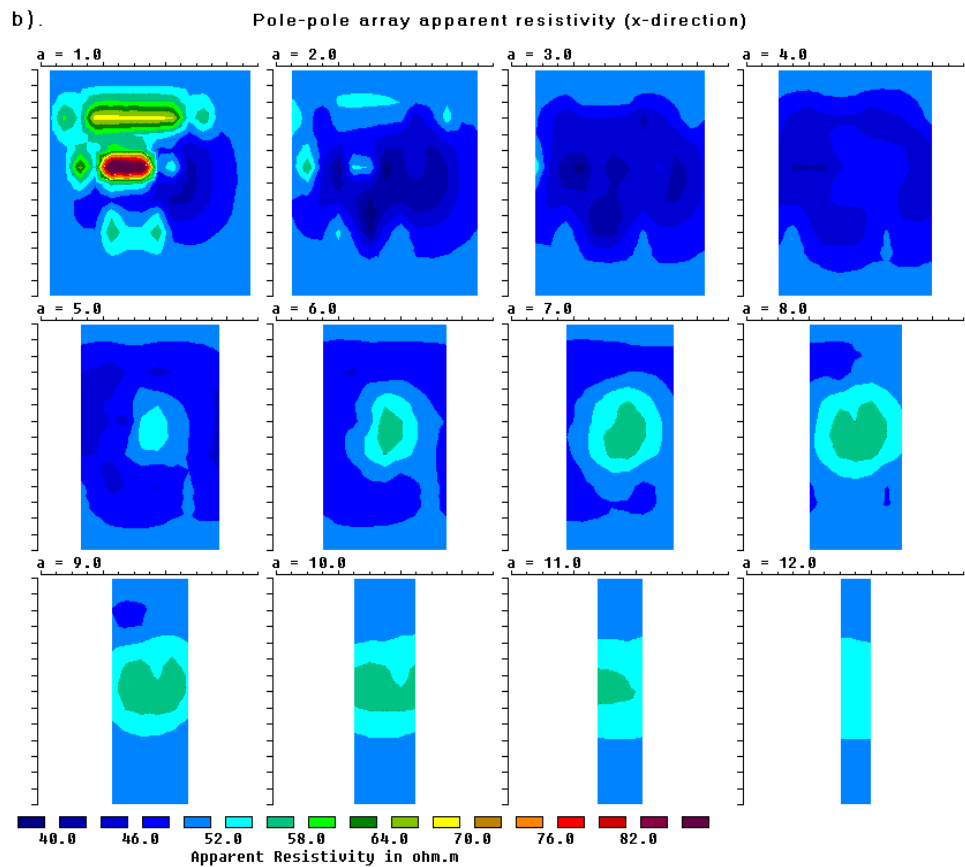 b). Pole-pole array apparent resistivity (x-direction)
a = 1.0 a = 2.0 a = 3.0 a = 4.0
a = 5.0 a = 6.0 a = 7.0 a = 8.0
a = 9.0 a = 10.0 a = 11.0 a = 12.0
40.0 46.0 52.0 58.0 64.0 70.0 76.0 82.0
Apparent Resistivity in ohm.m